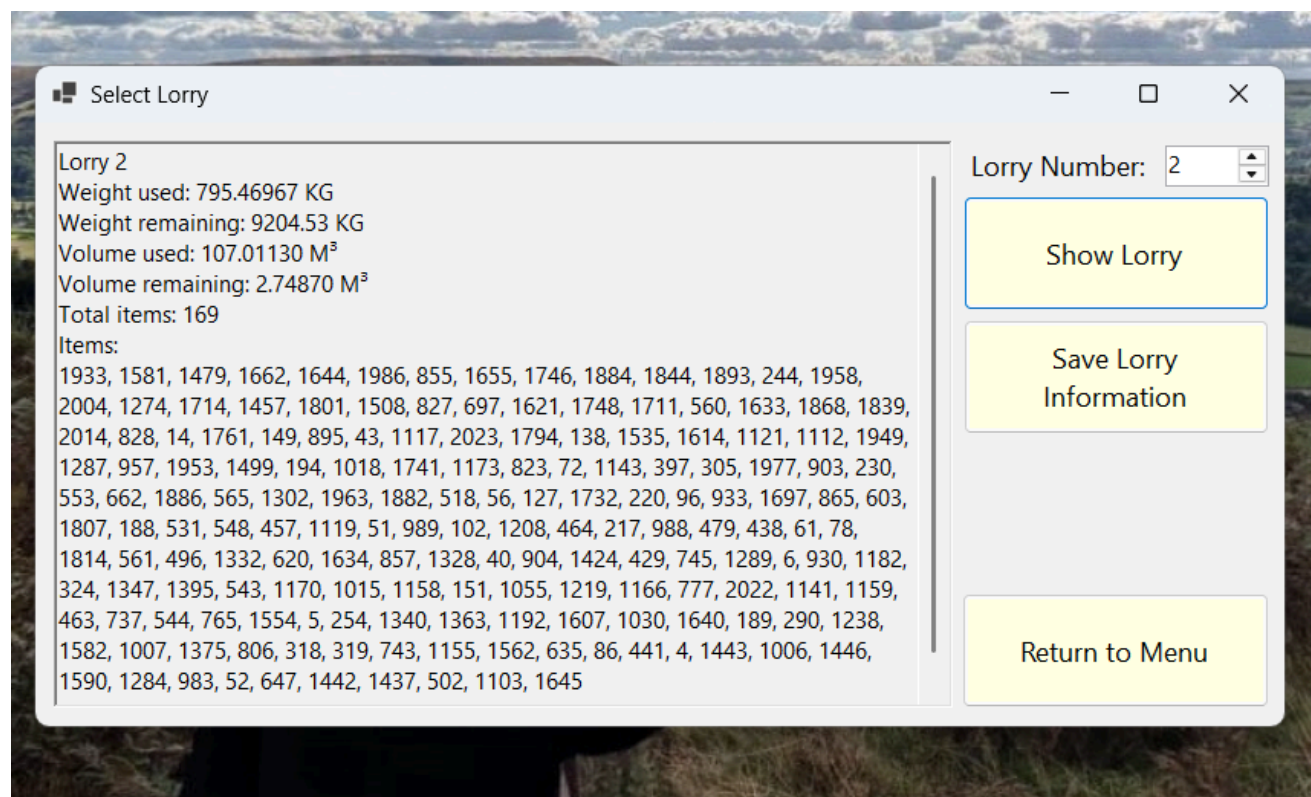 Select Lorry
Lorry 2
Weight used: 795.46967 KG
Weight remaining: 9204.53 KG
Volume used: 107.01130 M³
Volume remaining: 2.74870 M³
Total items: 169
Items:
1933, 1581, 1479, 1662, 1644, 1986, 855, 1655, 1746, 1884, 1844, 1893, 244, 1958,
2004, 1274, 1714, 1457, 1801, 1508, 827, 697, 1621, 1748, 1711, 560, 1633, 1868, 1839,
2014, 828, 14, 1761, 149, 895, 43, 1117, 2023, 1794, 138, 1535, 1614, 1121, 1112, 1949,
1287, 957, 1953, 1499, 194, 1018, 1741, 1173, 823, 72, 1143, 397, 305, 1977, 903, 230,
553, 662, 1886, 565, 1302, 1963, 1882, 518, 56, 127, 1732, 220, 96, 933, 1697, 865, 603,
1807, 188, 531, 548, 457, 1119, 51, 989, 102, 1208, 464, 217, 988, 479, 438, 61, 78,
1814, 561, 496, 1332, 620, 1634, 857, 1328, 40, 904, 1424, 429, 745, 1289, 6, 930, 1182,
324, 1347, 1395, 543, 1170, 1015, 1158, 151, 1055, 1219, 1166, 777, 2022, 1141, 1159,
463, 737, 544, 765, 1554, 5, 254, 1340, 1363, 1192, 1607, 1030, 1640, 189, 290, 1238,
1582, 1007, 1375, 806, 318, 319, 743, 1155, 1562, 635, 86, 441, 4, 1443, 1006, 1446,
1590, 1284, 983, 52, 647, 1442, 1437, 502, 1103, 1645
Lorry Number: 2
Show Lorry
Save Lorry
Information
Return to Menu